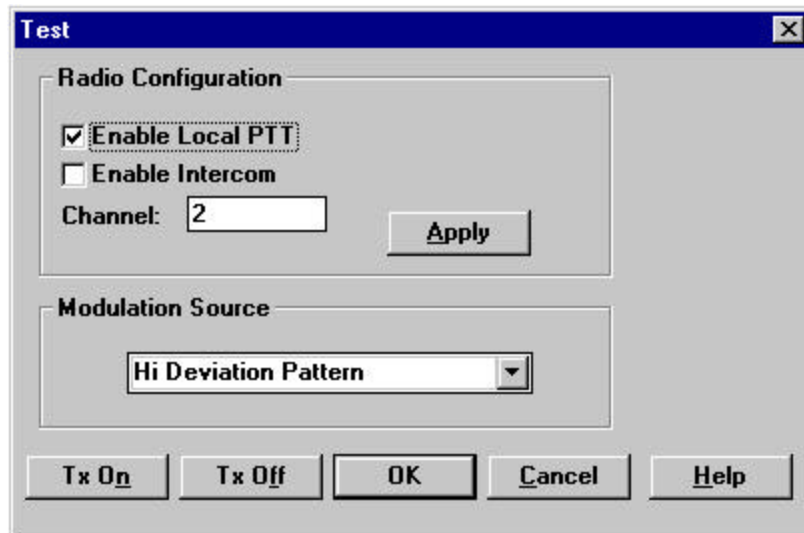 Test
Radio Configuration
Enable Local PTT
Enable Intercom
Channel: 2
Apply
Modulation Source
Hi Deviation Pattern
Tx On Tx Off OK Cancel Help